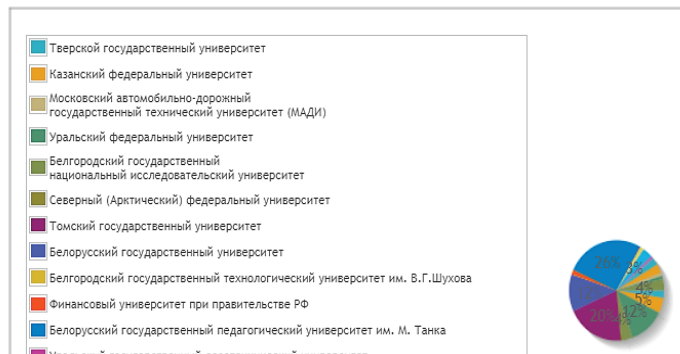 Тверской государственный университет
Казанский федеральный университет
Московский автомобильно-дорожный
государственный технический университет (МАДИ)
Уральский федеральный университет
Белгородский государственный
национальный исследовательский университет
Северный (Арктический) федеральный университет
Томский государственный университет
Белорусский государственный университет
Белгородский государственный технологический университет им. В.Г.Шухова
Финансовый университет при правительстве РФ
Белорусский государственный педагогический университет им. М. Танка
26%
3%
4%
5%
12%
20%